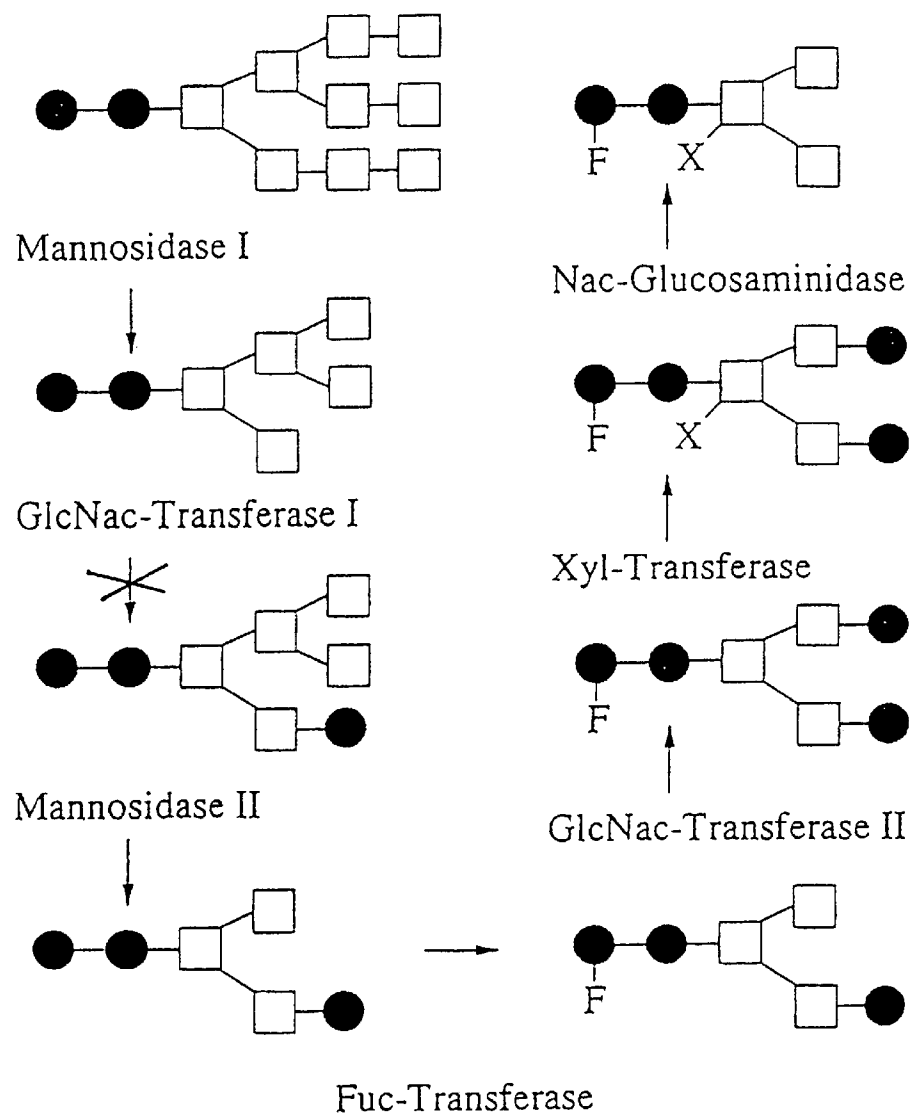 Mannosidase I
GlcNac-Transferase I
Mannosidase II
Fuc-Transferase
F
GlcNac-Transferase II
F
Xyl-Transferase
F
X
Nac-Glucosaminidase
F
X